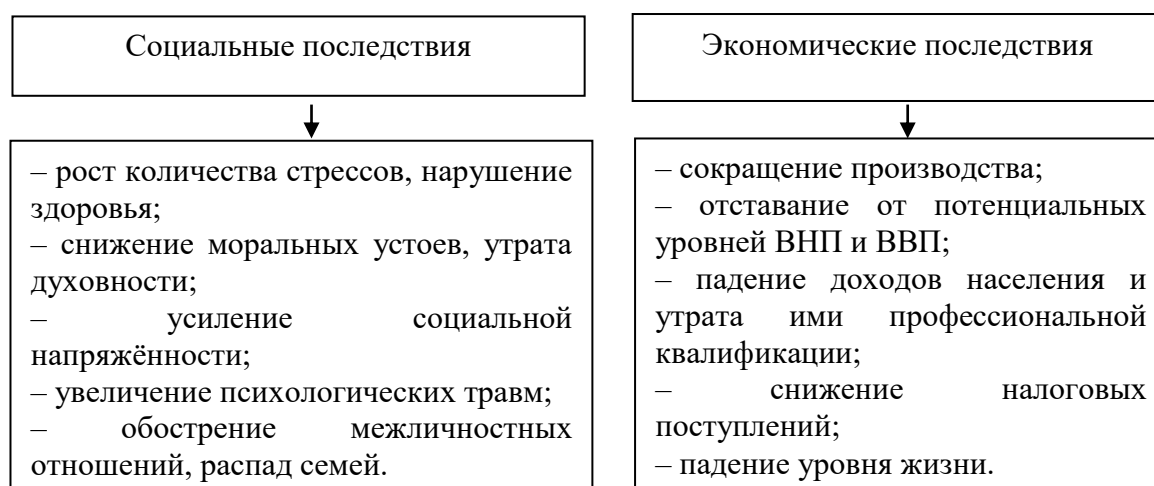 Социальные последствия
– рост количества стрессов, нарушение
здоровья;
– снижение моральных устоев, утрата
духовности;
– усиление социальной
напряжённости;
– увеличение психологических травм;
– обострение межличностных
отношений, распад семей.
Экономические последствия
– сокращение производства;
– отставание от потенциальных
уровней ВНП и ВВП;
– падение доходов населения и
утрата ими профессиональной
квалификации;
– снижение налоговых
поступлений;
– падение уровня жизни.